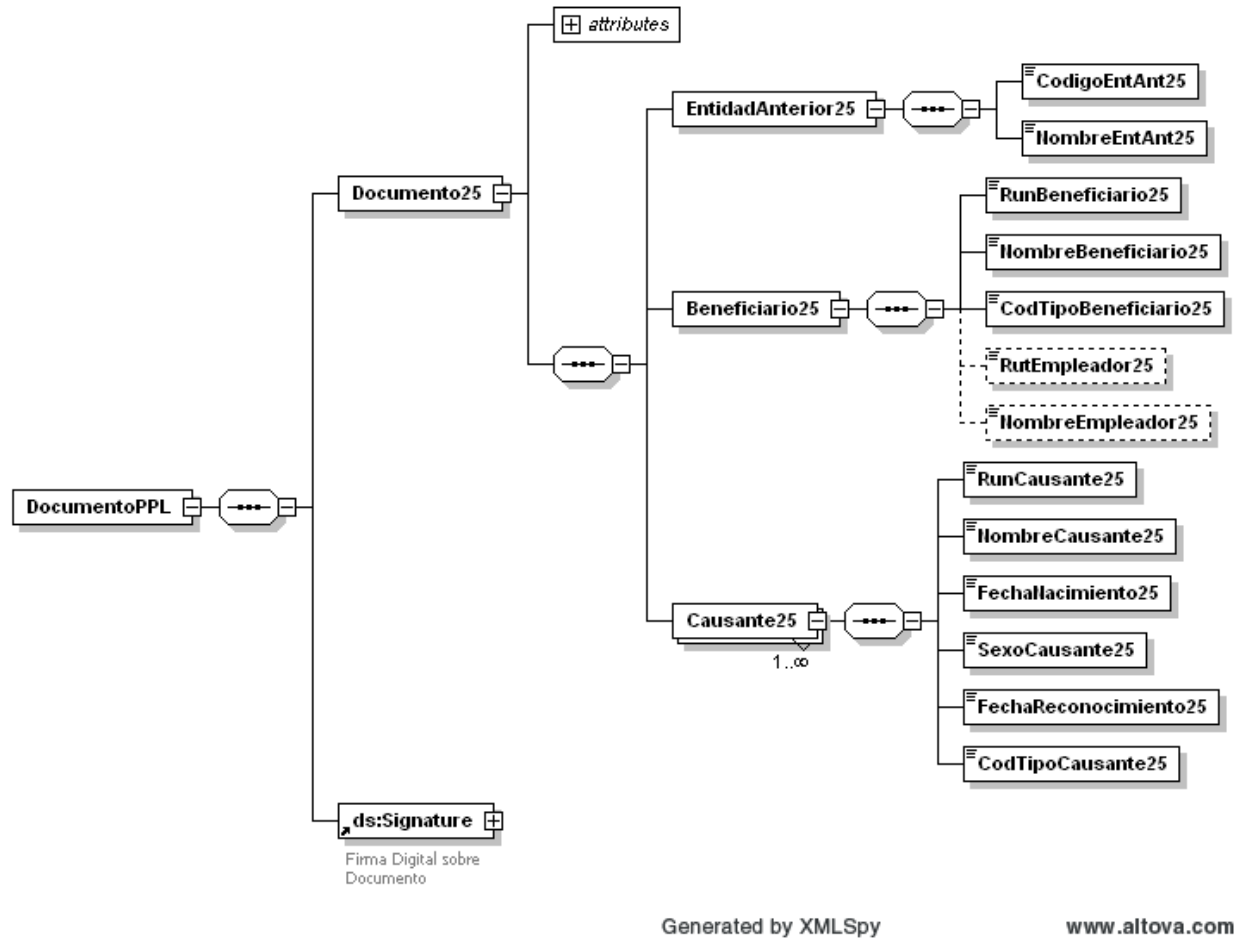 attributes
EntidadAnterior25
CodigoEntAnt25
NombreEntAnt25
Documento25
RunBeneficiario25
NombreBeneficiario25
Beneficiario25
CodTipoBeneficiario25
RutEmpleador25
NombreEmpleador25
DocumentoPPL
RunCausante25
NombreCausante25
FechaNacimiento25
Causante25
1..∞
SexoCausante25
FechaReconocimiento25
CodTipoCausante25
ds:Signature
Firma Digital sobre
Documento
Generated by XMLSpy
www.altova.com